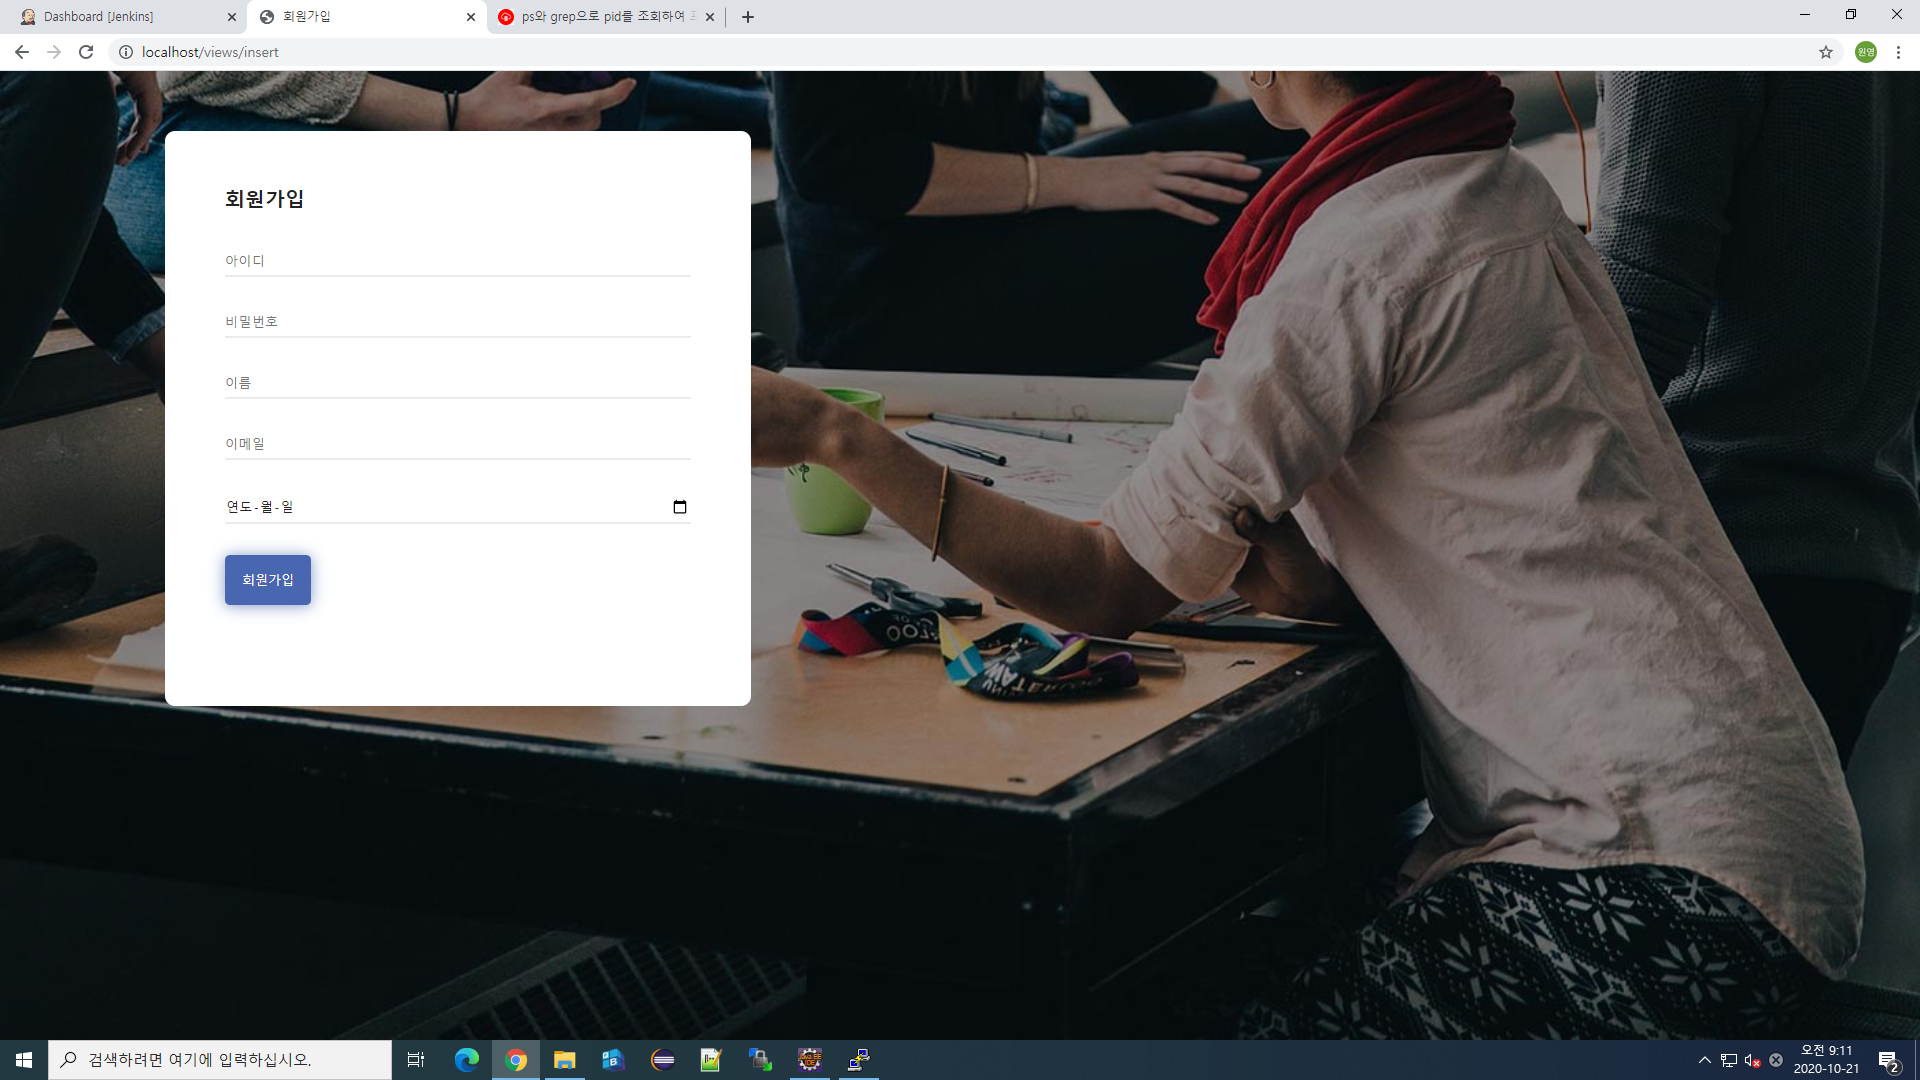 Dashboard [Jenkins]
회원가입
ps와 grep으로 pid를 조회하여
localhost/views/insert
원영
회원가입
아이디
비밀번호
이름
이메일
연도-월-일
회원가입
검색하려면 여기에 입력하십시오.
오전 9:11
2020-10-21
2